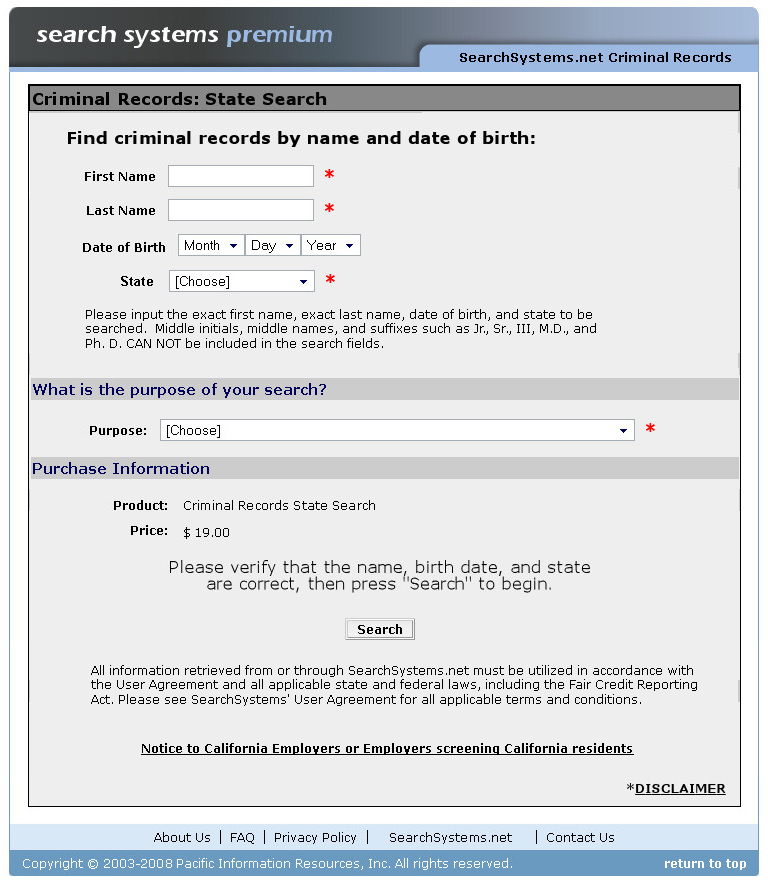 search systems premium
SearchSystems.net Criminal Records
Criminal Records: State Search
Find criminal records by name and date of birth:
First Name *
Last Name *
Date of Birth Month Day Year
State [Choose] *
Please input the exact first name, exact last name, date of birth, and state to be
searched. Middle initials, middle names, and suffixes such as Jr., Sr., III, M.D., and
Ph. D. CAN NOT be included in the search fields.
What is the purpose of your search?
Purpose: [Choose] *
Purchase Information
Product: Criminal Records State Search
Price: $ 19.00
Please verify that the name, birth date, and state
are correct, then press "Search" to begin.
Search
All information retrieved from or through SearchSystems.net must be utilized in accordance with
the User Agreement and all applicable state and federal laws, including the Fair Credit Reporting
Act. Please see SearchSystems' User Agreement for all applicable terms and conditions.
Notice to California Employers or Employers screening California residents
*DISCLAIMER
About Us | FAQ | Privacy Policy | SearchSystems.net | Contact Us
Copyright © 2003-2008 Pacific Information Resources, Inc. All rights reserved. return to top